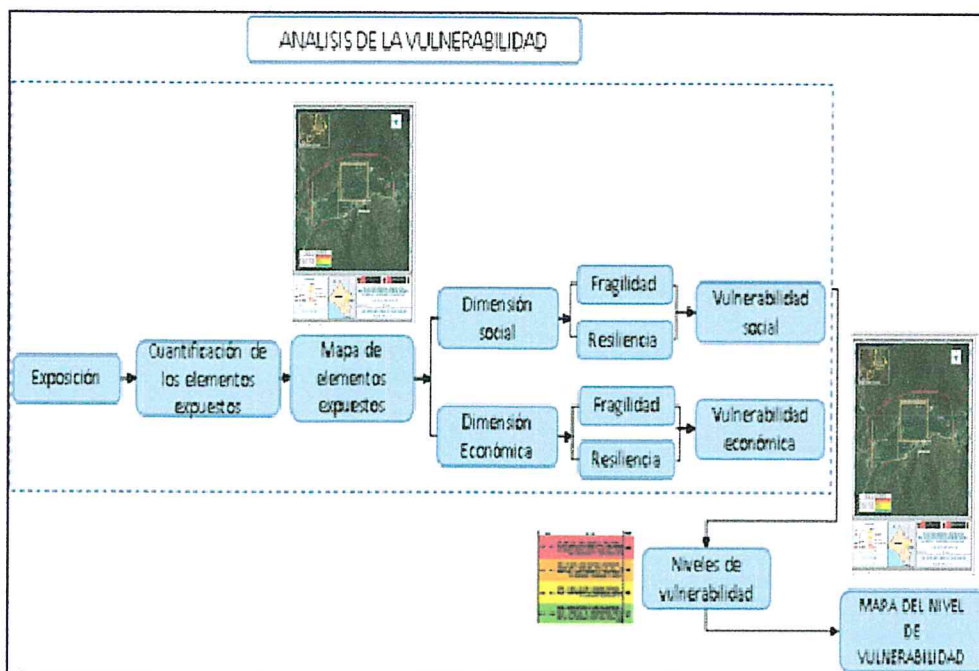 ANALISIS DE LA VULNERABILIDAD
Exposición
Cuantificación de
los elementos
expuestos
Mapa de
elementos
expuestos
Dimensión
social
Fragilidad
Resiliencia
Vulnerabilidad
social
Dimensión
Económica
Fragilidad
Resiliencia
Vulnerabilidad
económica
Niveles de
vulnerabilidad
MAPA DEL NIVEL
DE
VULNERABILIDAD